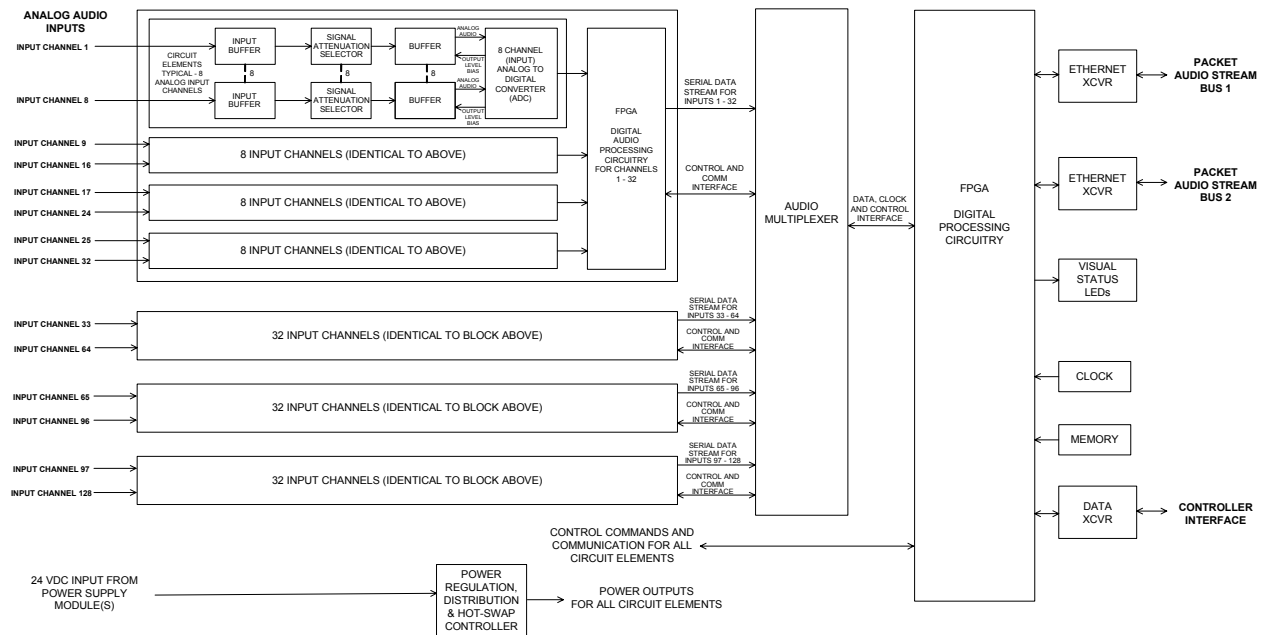 ANALOG AUDIO
INPUTS
INPUT CHANNEL 1
INPUT CHANNEL 8
CIRCUIT
ELEMENTS
TYPICAL - 8
ANALOG INPUT
CHANNELS
INPUT
BUFFER
8
INPUT
BUFFER
SIGNAL
ATTENUATION
SELECTOR
8
SIGNAL
ATTENUATION
SELECTOR
BUFFER
8
BUFFER
ANALOG
AUDIO
OUTPUT
LEVEL
BIAS
ANALOG
AUDIO
OUTPUT
LEVEL
BIAS
8 CHANNEL
(INPUT)
ANALOG TO
DIGITAL
CONVERTER
(ADC)
INPUT CHANNEL 9
INPUT CHANNEL 16
8 INPUT CHANNELS (IDENTICAL TO ABOVE)
INPUT CHANNEL 17
INPUT CHANNEL 24
8 INPUT CHANNELS (IDENTICAL TO ABOVE)
INPUT CHANNEL 25
INPUT CHANNEL 32
8 INPUT CHANNELS (IDENTICAL TO ABOVE)
FPGA
DIGITAL
AUDIO
PROCESSING
CIRCUITRY
FOR CHANNELS
1 - 32
SERIAL DATA
STREAM FOR
INPUTS 1 - 32
CONTROL AND
COMM
INTERFACE
INPUT CHANNEL 33
INPUT CHANNEL 64
32 INPUT CHANNELS (IDENTICAL TO BLOCK ABOVE)
SERIAL DATA
STREAM FOR
INPUTS 33 - 64
CONTROL AND
COMM
INTERFACE
INPUT CHANNEL 65
INPUT CHANNEL 96
32 INPUT CHANNELS (IDENTICAL TO BLOCK ABOVE)
SERIAL DATA
STREAM FOR
INPUTS 65 - 96
CONTROL AND
COMM
INTERFACE
INPUT CHANNEL 97
INPUT CHANNEL 128
32 INPUT CHANNELS (IDENTICAL TO BLOCK ABOVE)
SERIAL DATA
STREAM FOR
INPUTS 97 - 128
CONTROL AND
COMM
INTERFACE
AUDIO
MULTIPLEXER
DATA, CLOCK
AND CONTROL
INTERFACE
FPGA
DIGITAL
PROCESSING
CIRCUITRY
ETHERNET
XCVR
PACKET
AUDIO STREAM
BUS 1
ETHERNET
XCVR
PACKET
AUDIO STREAM
BUS 2
VISUAL
STATUS
LEDs
CLOCK
MEMORY
DATA
XCVR
CONTROLLER
INTERFACE
CONTROL COMMANDS AND
COMMUNICATION FOR ALL
CIRCUIT ELEMENTS
24 VDC INPUT FROM
POWER SUPPLY
MODULE(S)
POWER
REGULATION,
DISTRIBUTION
& HOT-SWAP
CONTROLLER
POWER OUTPUTS
FOR ALL CIRCUIT ELEMENTS